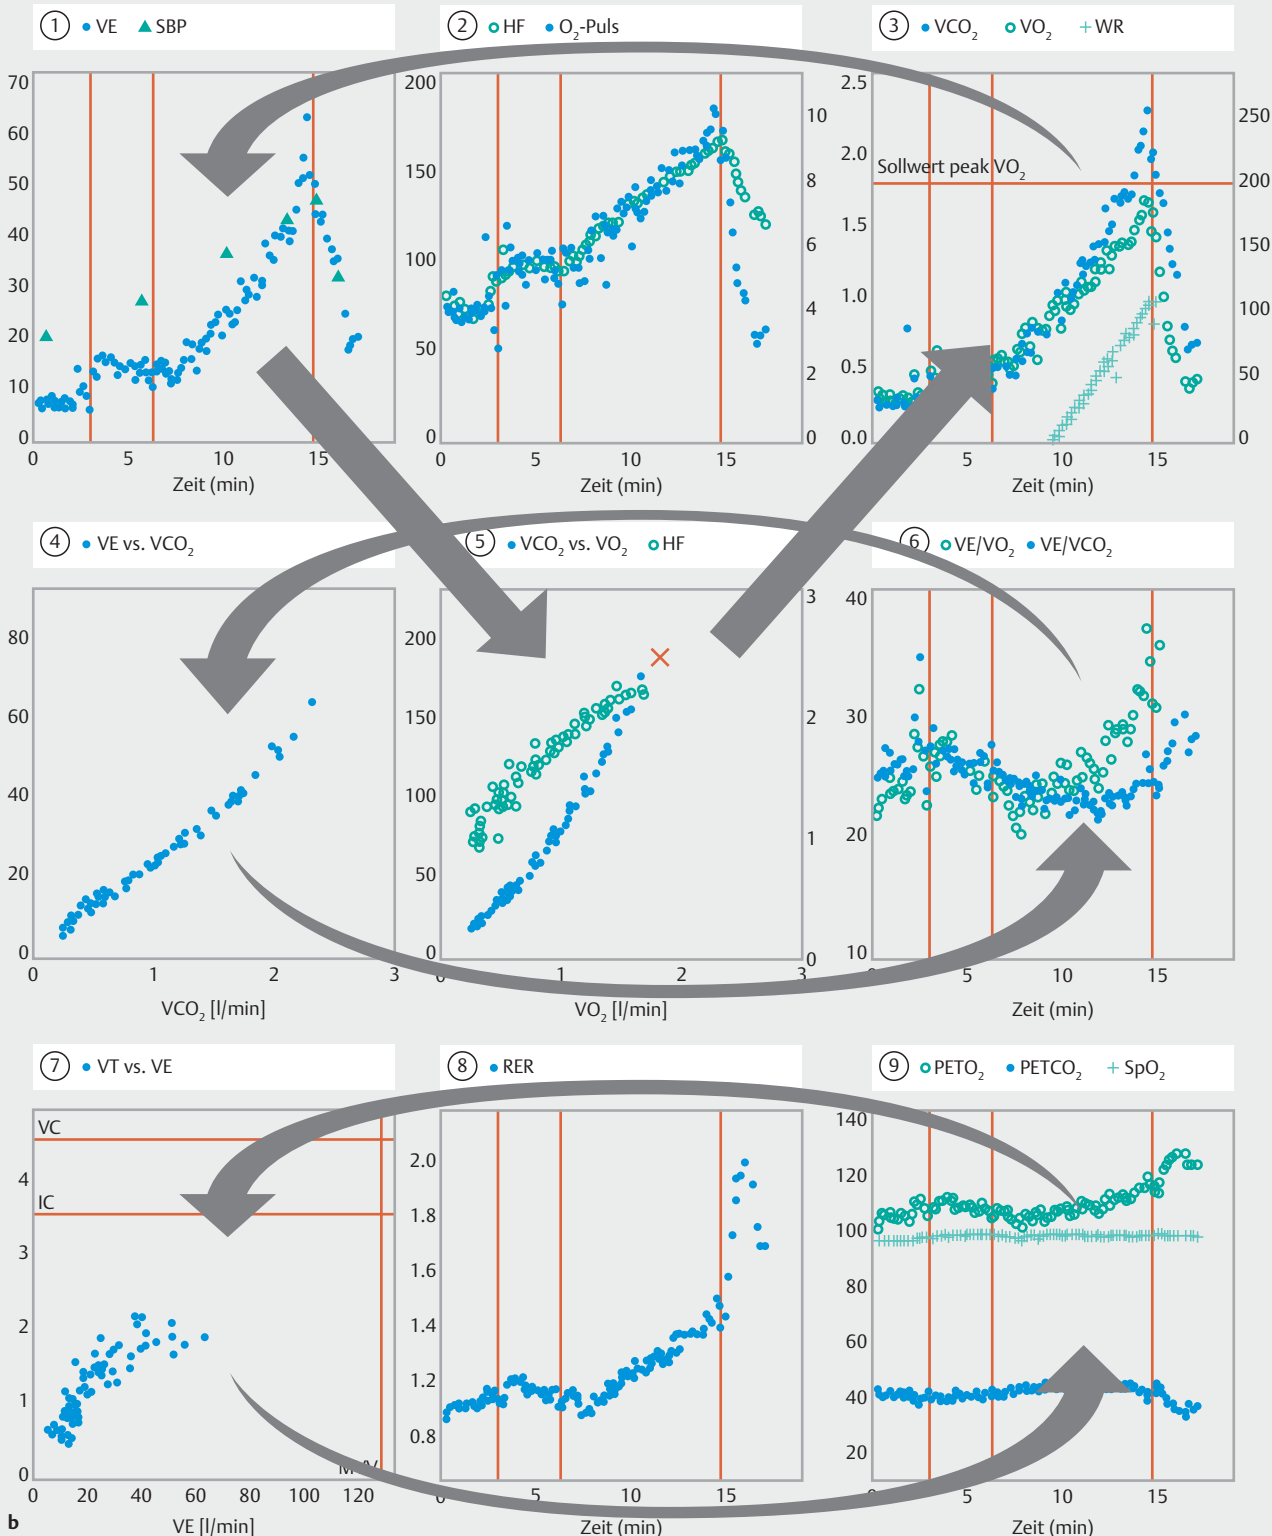 1 VE SBP
2 HF O₂-Puls
3 VCO₂ VO₂ WR
70
60
50
40
30
20
10
0
0 5 10 15
Zeit (min)
200
150
100
50
0
10
8
6
4
2
0
0 5 10 15
Zeit (min)
2.5
2.0
1.5
1.0
0.5
0.0
Sollwert peak VO₂
250
200
150
100
50
0
5 10 15
Zeit (min)
4 VE vs. VCO₂
5 VCO₂ vs. VO₂ HF
6 VE/VO₂ VE/VCO₂
80
60
40
20
0
0 1 2 3
VCO₂ [l/min]
200
150
100
50
0
3
2
1
0
0 1 2 3
VO₂ [l/min]
40
30
20
10
0 5 10 15
Zeit (min)
7 VT vs. VE
8 RER
9 PETO₂ PETCO₂ SpO₂
VC
IC
4
3
2
1
0
0 20 40 60 80 100 120
VE [l/min]
2.0
1.8
1.6
1.4
1.2
0.8
0 5 10 15
Zeit (min)
140
120
100
80
60
40
20
5 10 15
Zeit (min)
b